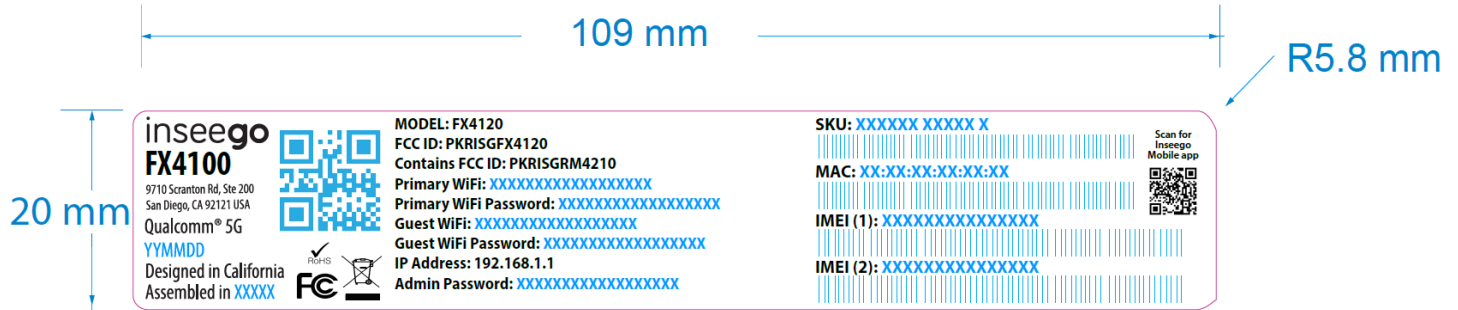 109 mm
R5.8 mm
20 mm
inseego
FX4100
9710 Scranton Rd, Ste 200
San Diego, CA 92121 USA
Qualcomm® 5G
YYMMDD
Designed in California
Assembled in XXXXX
RoHS
FC
MODEL: FX4120
FCC ID: PKRISGFX4120
Contains FCC ID: PKRISGRM4210
Primary WiFi: XXXXXXXXXXXXXXXXXX
Primary WiFi Password: XXXXXXXXXXXXXXXXXX
Guest WiFi: XXXXXXXXXXXXXXXXXX
Guest WiFi Password: XXXXXXXXXXXXXXXXXX
IP Address: 192.168.1.1
Admin Password: XXXXXXXXXXXXXXXXXX
SKU: XXXXXX XXXXX X
MAC: XX:XX:XX:XX:XX:XX
IMEI (1): XXXXXXXXXXXXXXX
IMEI (2): XXXXXXXXXXXXXXX
Scan for
Inseego
Mobile app